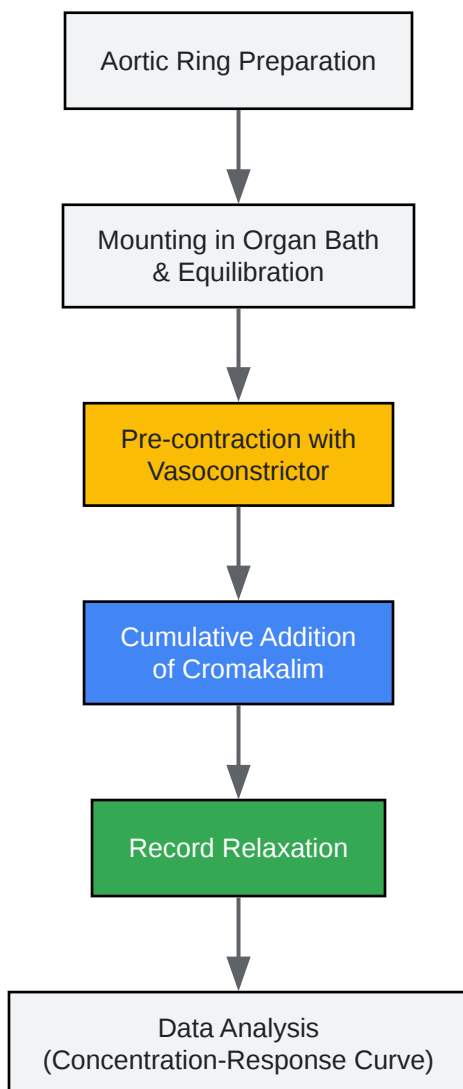 Aortic Ring Preparation
Mounting in Organ Bath
& Equilibration
Pre-contraction with
Vasoconstrictor
Cumulative Addition
of Cromakalim
Record Relaxation
Data Analysis
(Concentration-Response Curve)